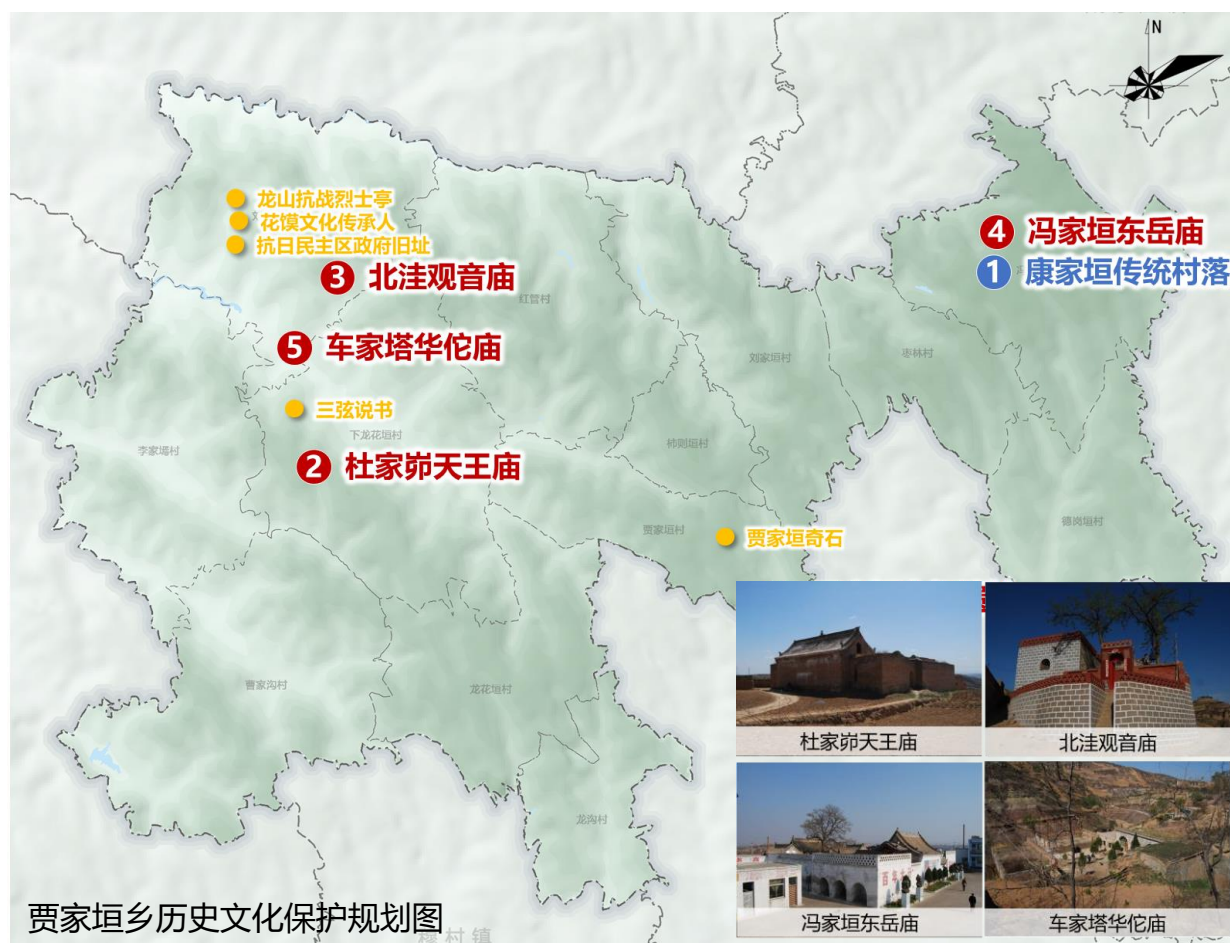 N
龙山抗战烈士亭
花馍文化传承人
抗日民主区政府旧址
4 冯家垣东岳庙
1 康家垣传统村落
3 北洼观音庙
红管村
5 车家塔华佗庙
刘家垣村
枣林村
三弦说书
下龙花垣村
李家塔村
柿则垣村
2 杜家峁天王庙
德岗垣村
贾家垣村
贾家垣奇石
曹家沟村
龙花垣村
杜家峁天王庙
北洼观音庙
龙沟村
百年
冯家垣东岳庙
车家塔华佗庙
贾家垣乡历史文化保护规划图
穆村镇